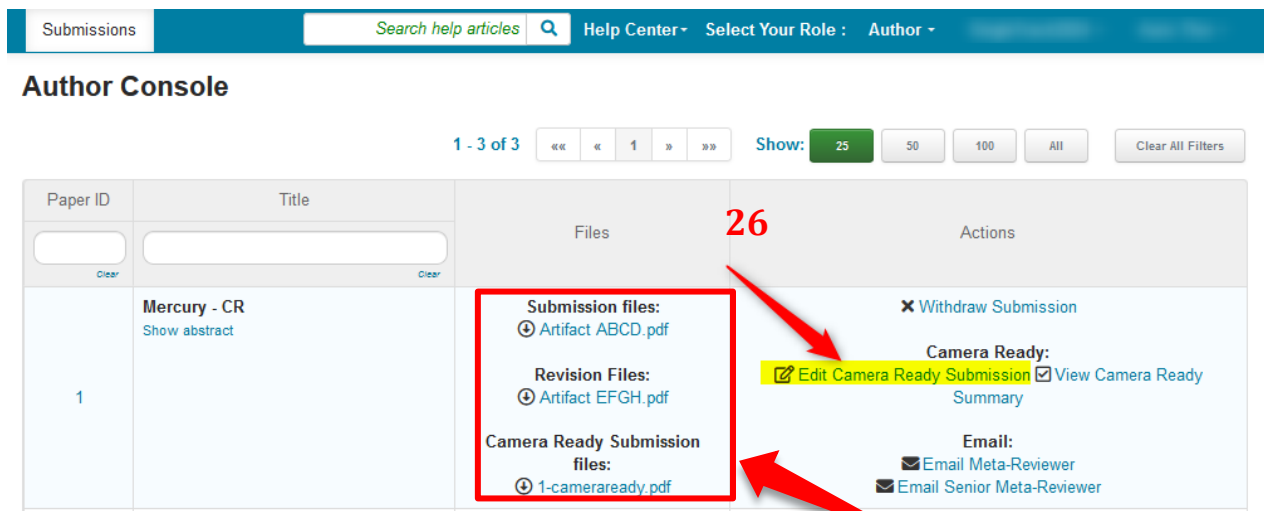 Submissions
Search help articles
Help Center
Select Your Role :
Author
Author Console
1 - 3 of 3
««
«
1
»
»»
Show:
25
50
100
All
Clear All Filters
Paper ID
Title
Files
Actions
Clear
Clear
26
1
Mercury - CR
Show abstract
Submission files:
Artifact ABCD.pdf
Revision Files:
Artifact EFGH.pdf
Camera Ready Submission
files:
1-cameraready.pdf
Withdraw Submission
Camera Ready:
Edit Camera Ready Submission View Camera Ready
Summary
Email:
Email Meta-Reviewer
Email Senior Meta-Reviewer